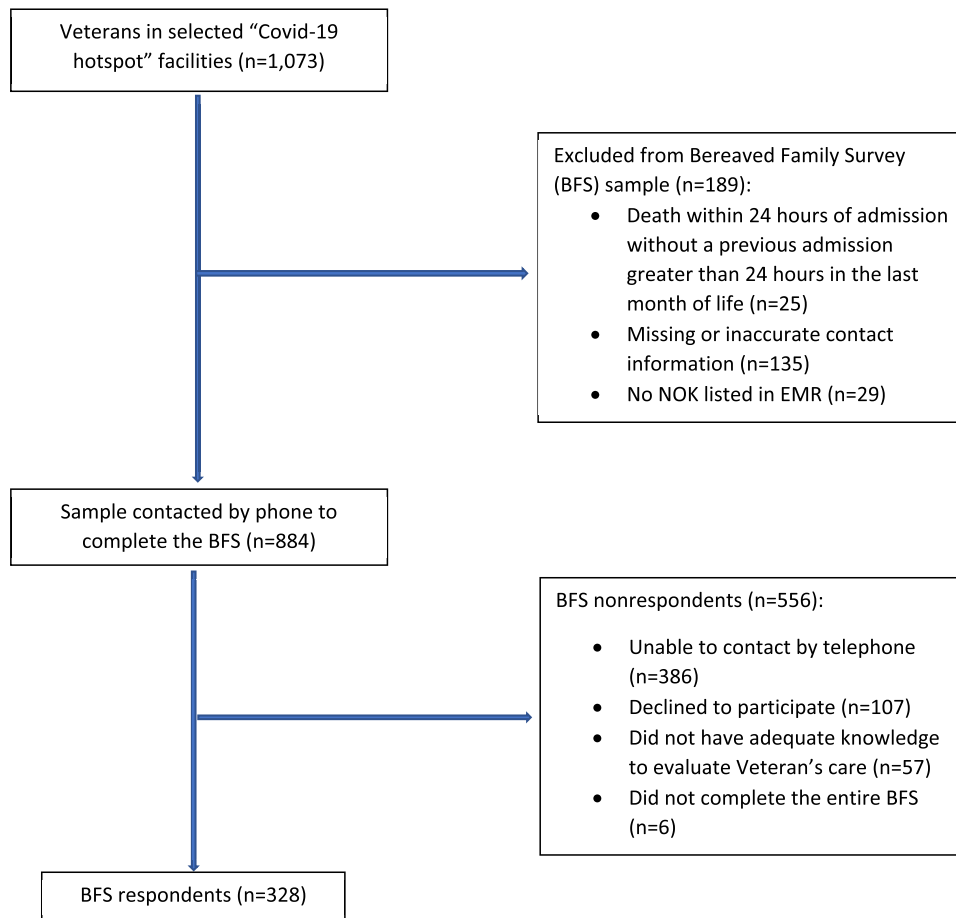 Veterans in selected “Covid-19
hotspot” facilities (n=1,073)
Excluded from Bereaved Family Survey
(BFS) sample (n=189):
• Death within 24 hours of admission
without a previous admission
greater than 24 hours in the last
month of life (n=25)
• Missing or inaccurate contact
information (n=135)
• No NOK listed in EMR (n=29)
Sample contacted by phone to
complete the BFS (n=884)
BFS nonrespondents (n=556):
• Unable to contact by telephone
(n=386)
• Declined to participate (n=107)
• Did not have adequate knowledge
to evaluate Veteran’s care (n=57)
• Did not complete the entire BFS
(n=6)
BFS respondents (n=328)